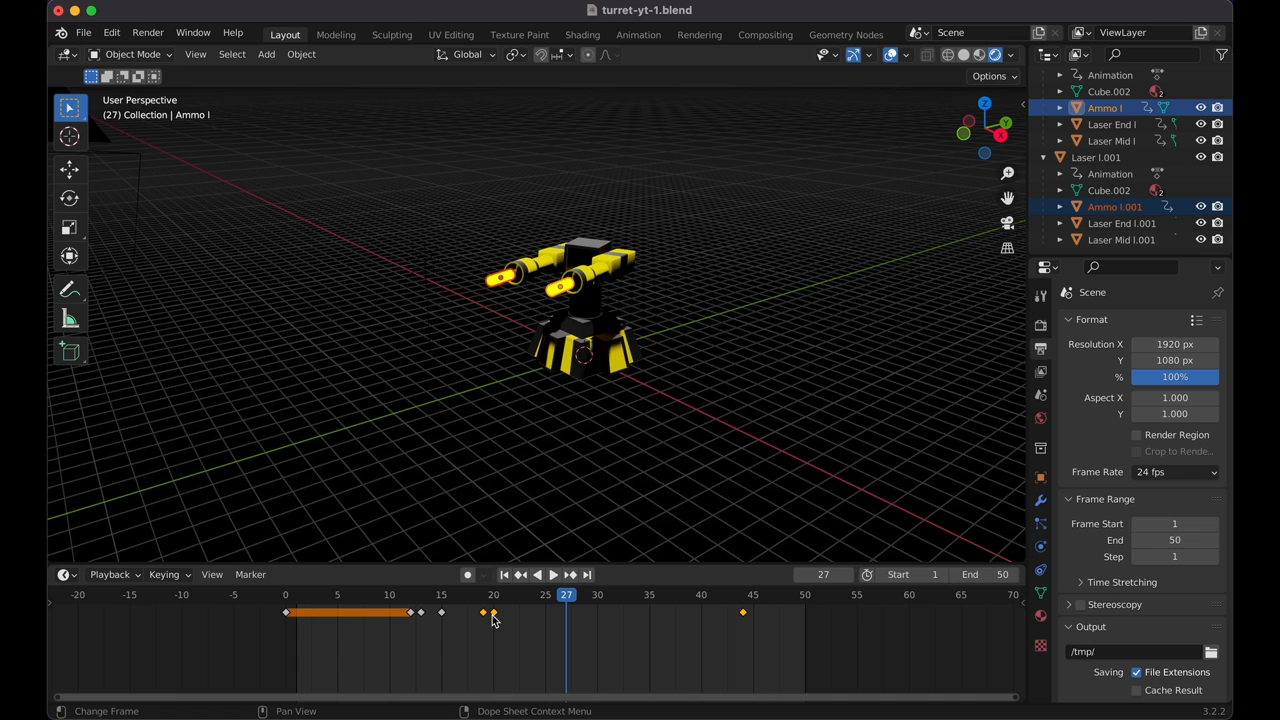 turret-yt-1.blend
File Edit Render Window Help Layout Modeling Sculpting UV Editing Texture Paint Shading Animation Rendering Compositing Geometry Nodes Scene ViewLayer
Object Mode View Select Add Object Global
Options
User Perspective
(27) Collection | Ammo l
X
Y
Z
Animation
Cube.002 2
Ammo l
Laser End l
Laser Mid l
Laser l.001
Animation
Cube.002 2
Ammo l.001
Laser End l.001
Laser Mid l.001
Scene
Format
Resolution X 1920 px
Y 1080 px
% 100%
Aspect X 1.000
Y 1.000
Render Region
Crop to Rende...
Frame Rate 24 fps
Frame Range
Frame Start 1
End 50
Step 1
Time Stretching
Stereoscopy
Output
/tmp/
Saving File Extensions
Cache Result
Playback Keying View Marker 27 Start 1 End 50
-20 -15 -10 -5 0 5 10 15 20 25 27 30 35 40 45 50 55 60 65 70
Change Frame Pan View Dope Sheet Context Menu 3.2.2